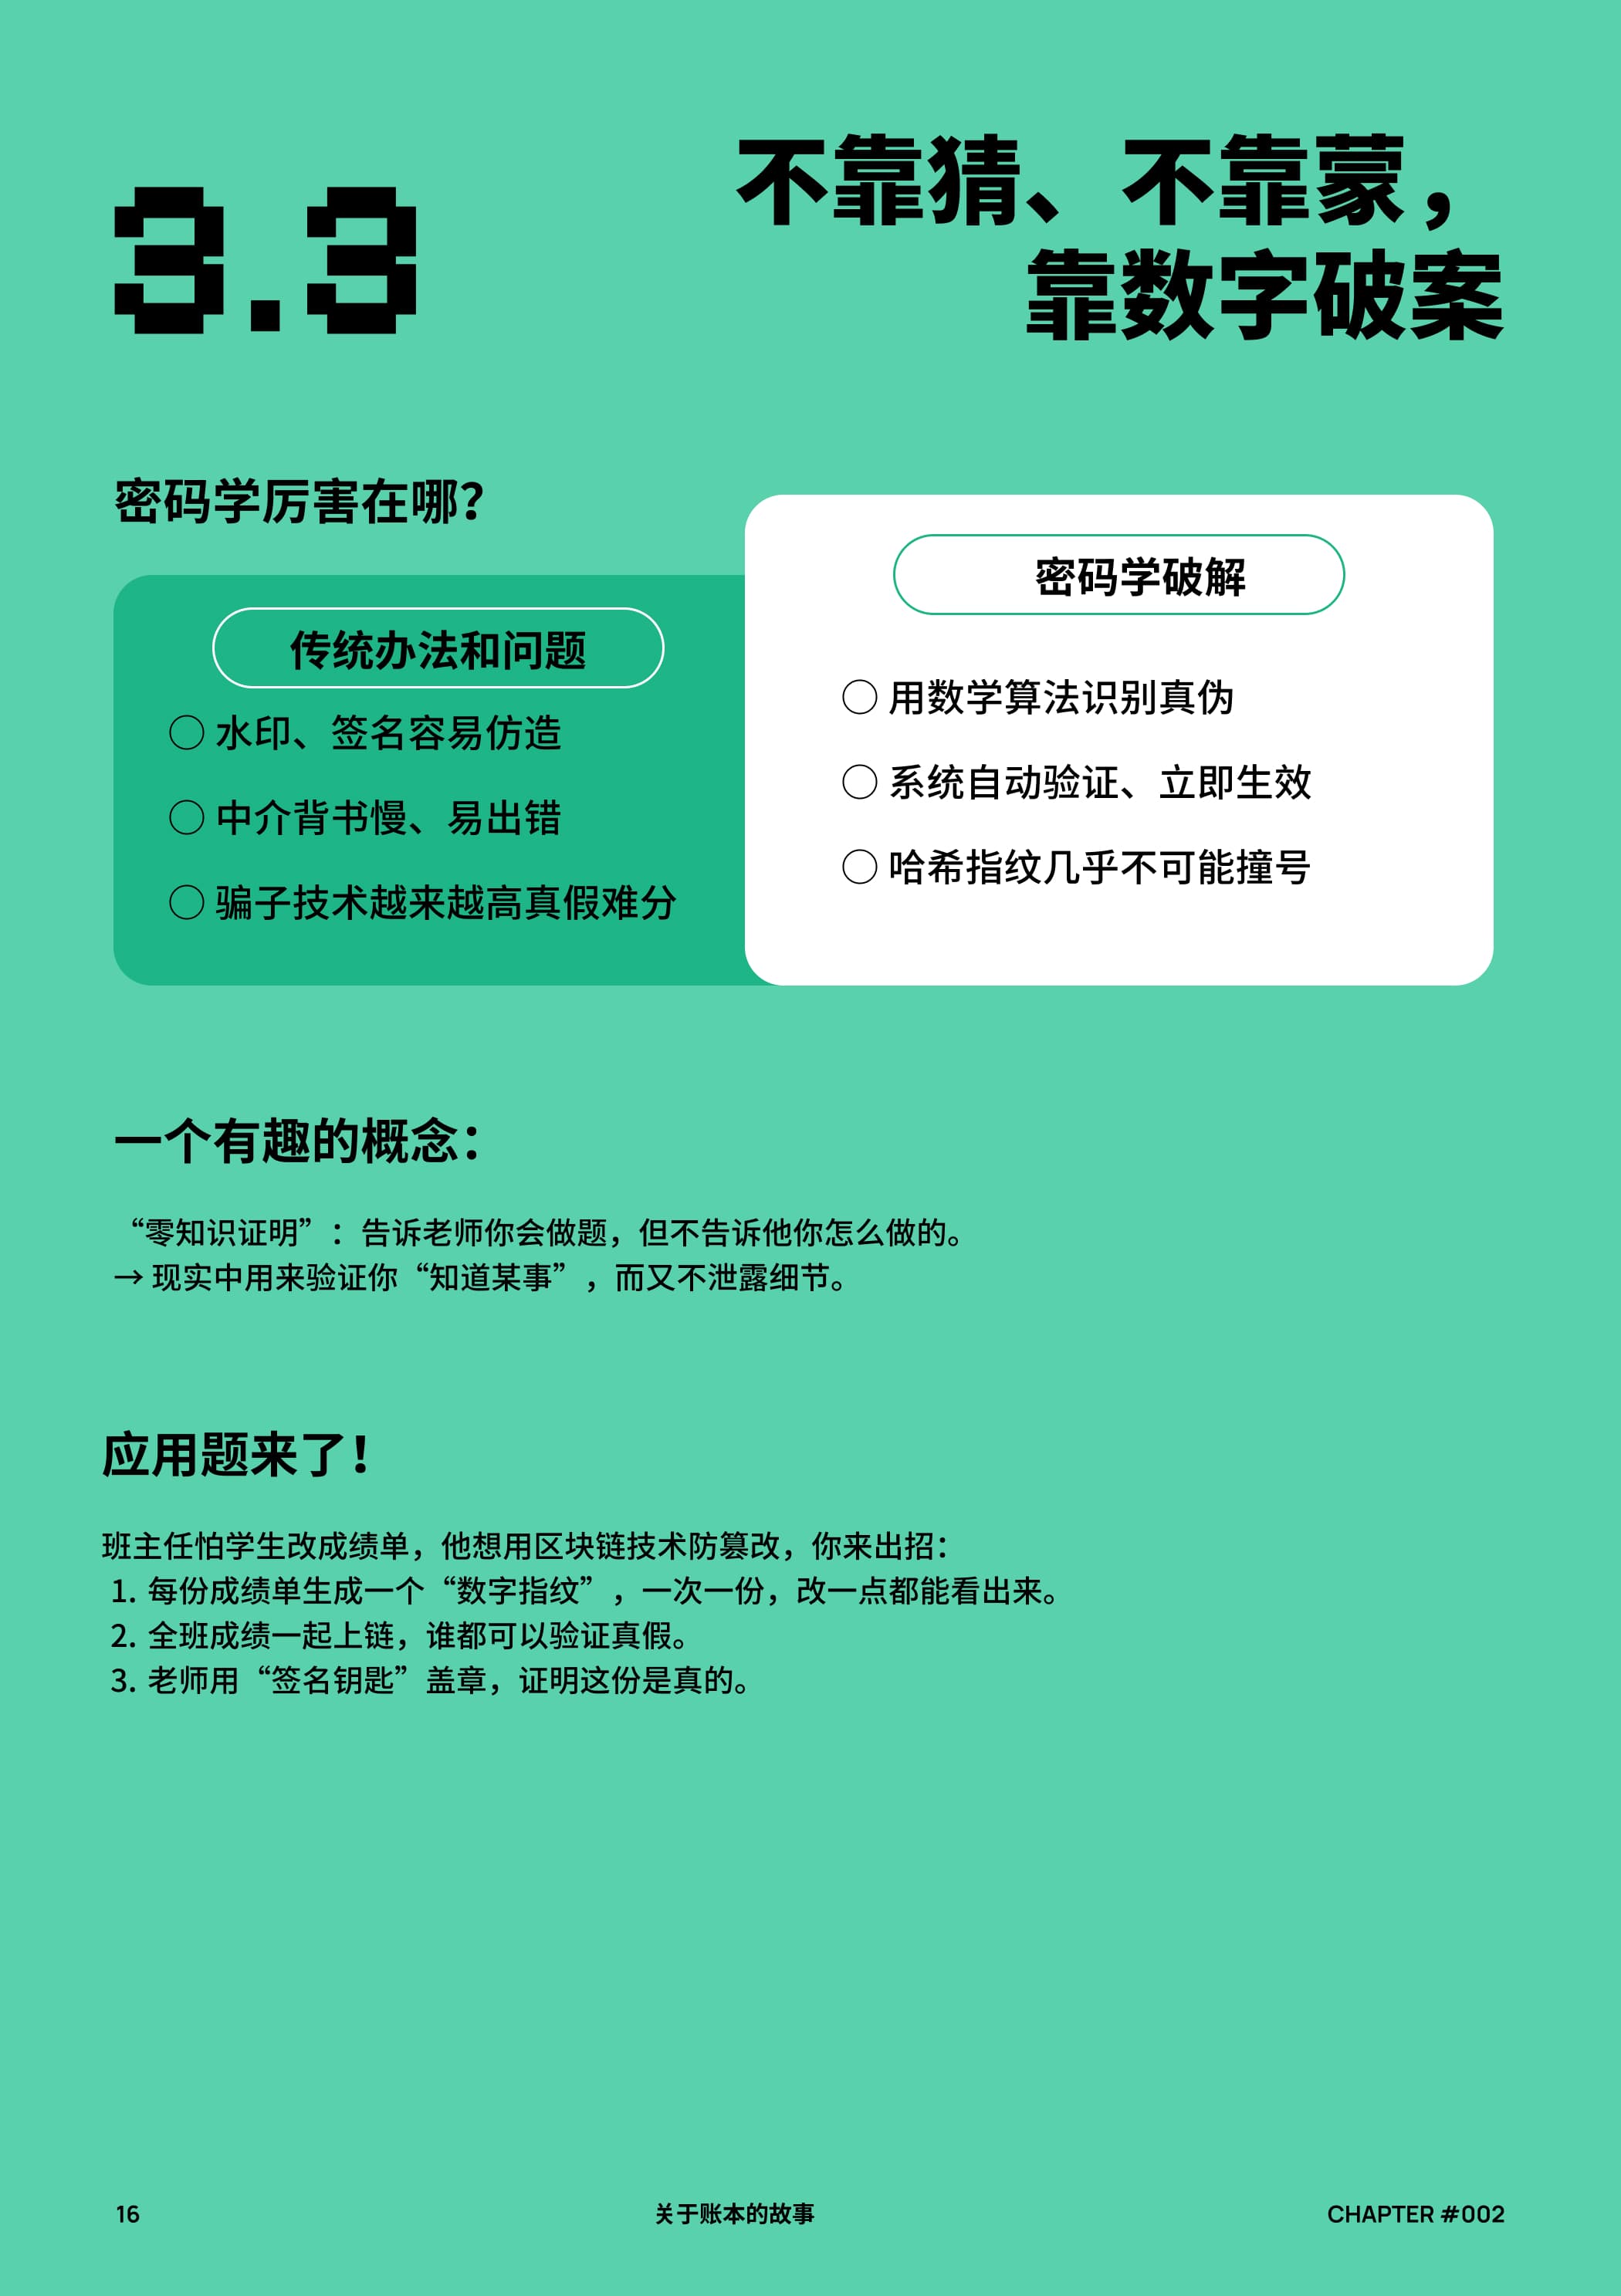 3.3
不靠猜、不靠蒙，
靠数字破案
密码学厉害在哪？
传统办法和问题
○ 水印、签名容易仿造
○ 中介背书慢、易出错
○ 骗子技术越来越高真假难分
密码学破解
○ 用数学算法识别真伪
○ 系统自动验证、立即生效
○ 哈希指纹几乎不可能撞号
一个有趣的概念：
“零知识证明”：告诉老师你会做题，但不告诉他你怎么做的。
→ 现实中用来验证你“知道某事”，而又不泄露细节。
应用题来了！
班主任怕学生改成绩单，他想用区块链技术防篡改，你来出招：
1. 每份成绩单生成一个“数字指纹”，一次一份，改一点都能看出来。
2. 全班成绩一起上链，谁都可以验证真假。
3. 老师用“签名钥匙”盖章，证明这份是真的。
16
关于账本的故事
CHAPTER #002